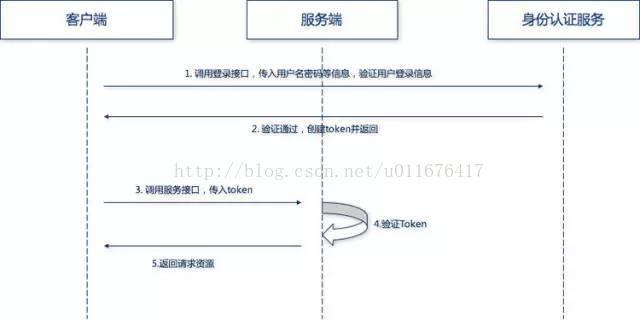 客户端
服务端
身份认证服务
1. 调用登录接口，传入用户名密码等信息，验证用户登录信息
2. 验证通过，创建token并返回
http://blog.csdn.net/u011676417
3. 调用服务接口，传入token
4.验证Token
5.返回请求资源